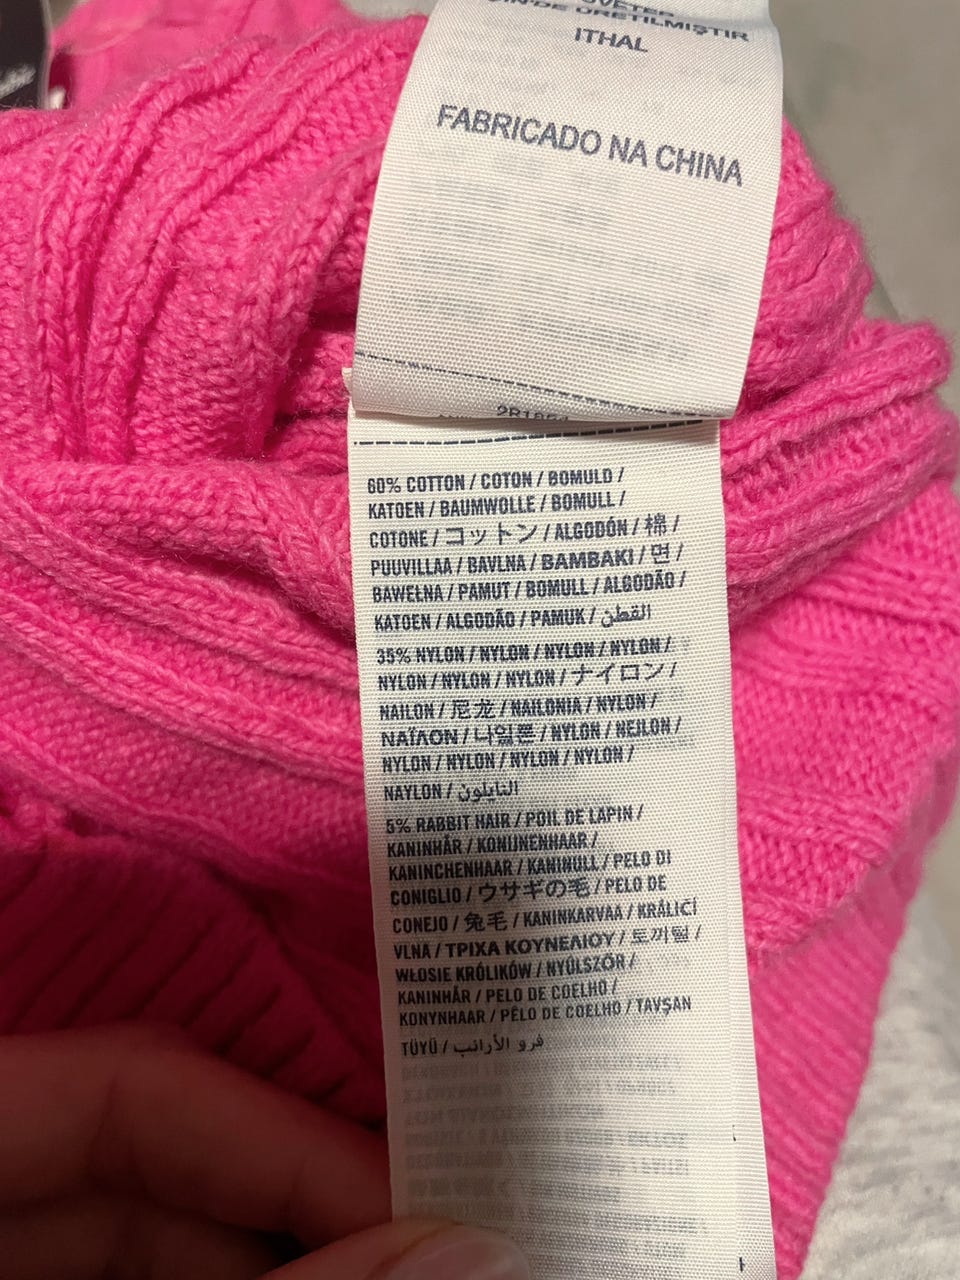 ÜRETİLMİŞTİR
ITHAL
FABRICADO NA CHINA
60% COTTON / COTON / BOMULD /
KATOEN / BAUMWOLLE / BOMULL /
COTONE / コットン / ALGODÓN / 棉 /
PUUVILLAA / BAVLNA / BAMBAKI / 면 /
BAWEŁNA / PAMUT / BOMULL / ALGODÃO /
KATOEN / ALGODÃO / PAMUK / القطن
35% NYLON / NYLON / NYLON / NYLON /
NYLON / NYLON / NYLON / ナイロン /
NAILON / 尼龙 / NAILONIA / NYLON /
ΝΑΪΛΟΝ / 나일론 / NYLON / NEJLON /
NYLON / NYLON / NYLON / NYLON /
NAYLON / النايلون
5% RABBIT HAIR / POIL DE LAPIN /
KANINHÅR / KONIJNENHAAR /
KANINCHENHAAR / KANINULL / PELO DI
CONIGLIO / ウサギの毛 / PELO DE
CONEJO / 兔毛 / KANINKARVAA / KRÁLICÍ
VLNA / ΤΡΙΧΑ ΚΟΥΝΕΛΙΟΥ / 토끼털 /
WŁOSIE KRÓLIKÓW / NYÚLSZŐR /
KANINHÅR / PELO DE COELHO /
KONYNHAAR / PÊLO DE COELHO / TAVŞAN
TÜYÜ / فرو الأرانب